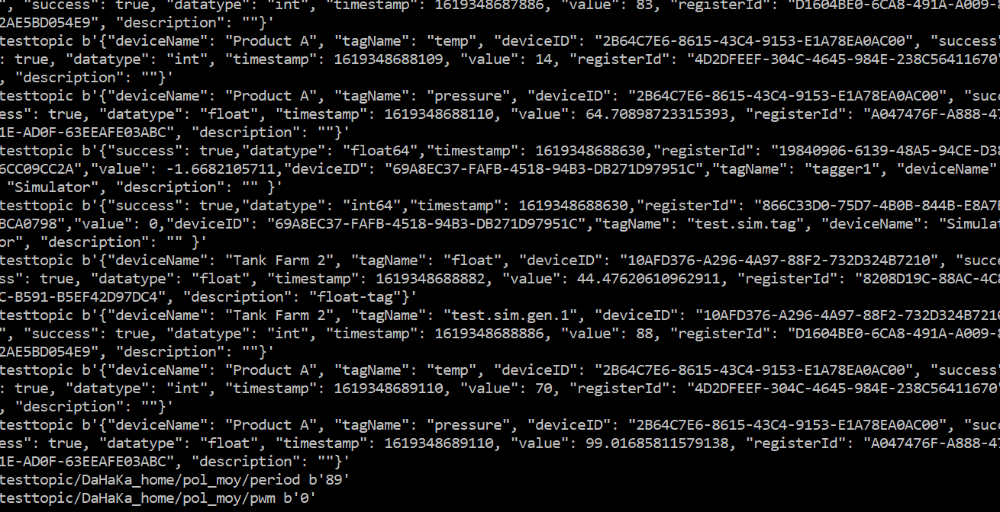 ", "success": true, "datatype": "int", "timestamp": 1619348687886, "value": 83, "registerId": "D1604BE0-6CA8-491A-A009-8
2AE5BD054E9", "description": ""}'
testtopic b'{"deviceName": "Product A", "tagName": "temp", "deviceID": "2B64C7E6-8615-43C4-9153-E1A78EA0AC00", "success"
: true, "datatype": "int", "timestamp": 1619348688109, "value": 14, "registerId": "4D2DFEEF-304C-4645-984E-238C56411670"
, "description": ""}'
testtopic b'{"deviceName": "Product A", "tagName": "pressure", "deviceID": "2B64C7E6-8615-43C4-9153-E1A78EA0AC00", "succ
ess": true, "datatype": "float", "timestamp": 1619348688110, "value": 64.70898723315393, "registerId": "A047476F-A888-47
1E-AD0F-63EEAFE03ABC", "description": ""}'
testtopic b'{"success": true,"datatype": "float64","timestamp": 1619348688630,"registerId": "19840906-6139-48A5-94CE-D38
6CC09CC2A","value": -1.6682105711,"deviceID": "69A8EC37-FAFB-4518-94B3-DB271D97951C","tagName": "tagger1", "deviceName"
"Simulator", "description": "" }'
testtopic b'{"success": true,"datatype": "int64","timestamp": 1619348688630,"registerId": "866C33D0-75D7-4B0B-844B-E8A7E
BCA0798","value": 0,"deviceID": "69A8EC37-FAFB-4518-94B3-DB271D97951C","tagName": "test.sim.tag", "deviceName": "Simulat
or", "description": "" }'
testtopic b'{"deviceName": "Tank Farm 2", "tagName": "float", "deviceID": "10AFD376-A296-4A97-88F2-732D324B7210", "succe
ss": true, "datatype": "float", "timestamp": 1619348688882, "value": 44.47620610962911, "registerId": "8208D19C-88AC-4C8
C-B591-B5EF42D97DC4", "description": "float-tag"}'
testtopic b'{"deviceName": "Tank Farm 2", "tagName": "test.sim.gen.1", "deviceID": "10AFD376-A296-4A97-88F2-732D324B7210
", "success": true, "datatype": "int", "timestamp": 1619348688886, "value": 88, "registerId": "D1604BE0-6CA8-491A-A009-8
2AE5BD054E9", "description": ""}'
testtopic b'{"deviceName": "Product A", "tagName": "temp", "deviceID": "2B64C7E6-8615-43C4-9153-E1A78EA0AC00", "success"
: true, "datatype": "int", "timestamp": 1619348689110, "value": 70, "registerId": "4D2DFEEF-304C-4645-984E-238C56411670"
, "description": ""}'
testtopic b'{"deviceName": "Product A", "tagName": "pressure", "deviceID": "2B64C7E6-8615-43C4-9153-E1A78EA0AC00", "succ
ess": true, "datatype": "float", "timestamp": 1619348689110, "value": 99.01685811579138, "registerId": "A047476F-A888-47
1E-AD0F-63EEAFE03ABC", "description": ""}'
testtopic/DaHaKa_home/pol_moy/period b'89'
testtopic/DaHaKa_home/pol_moy/pwm b'0'